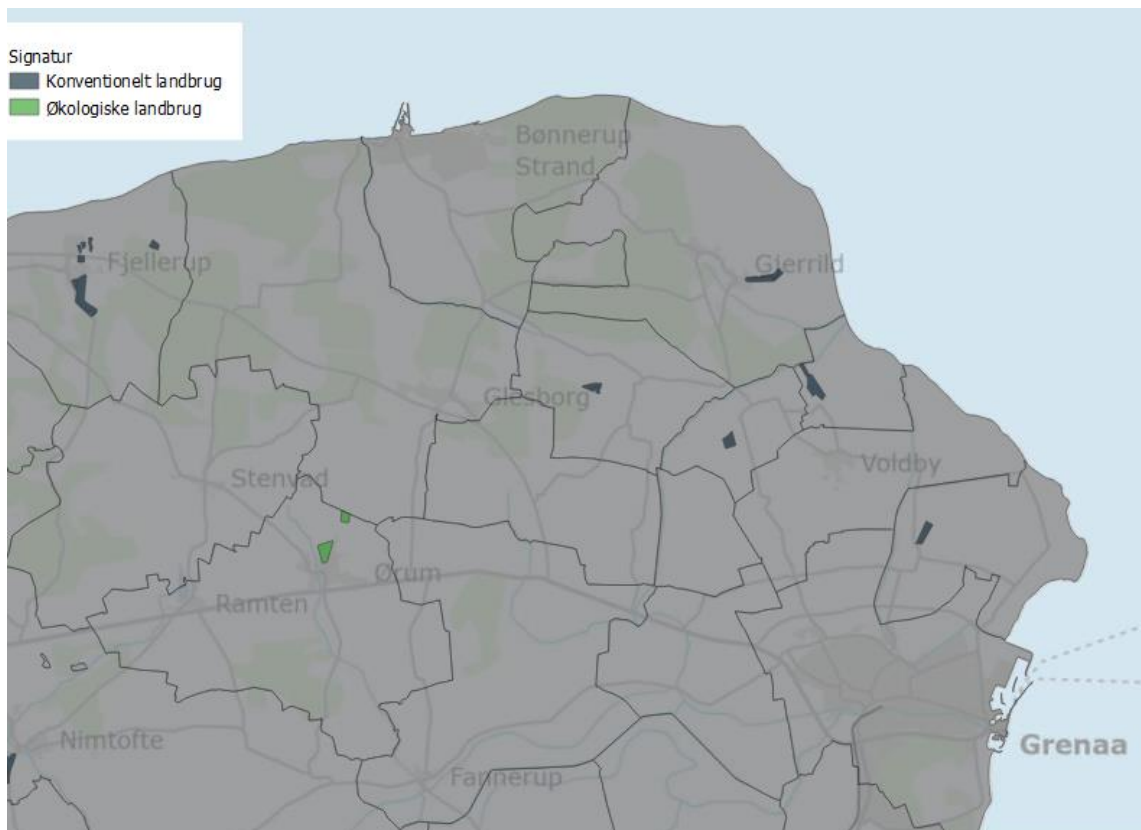 Signatur
Konventionelt landbrug
Økologiske landbrug
Bønnerup
Strand
Fjellerup
Gjerrild
Glesborg
Voldby
Stenvad
Ørum
Ramten
Nimtofte
Grenaa
Fannerup